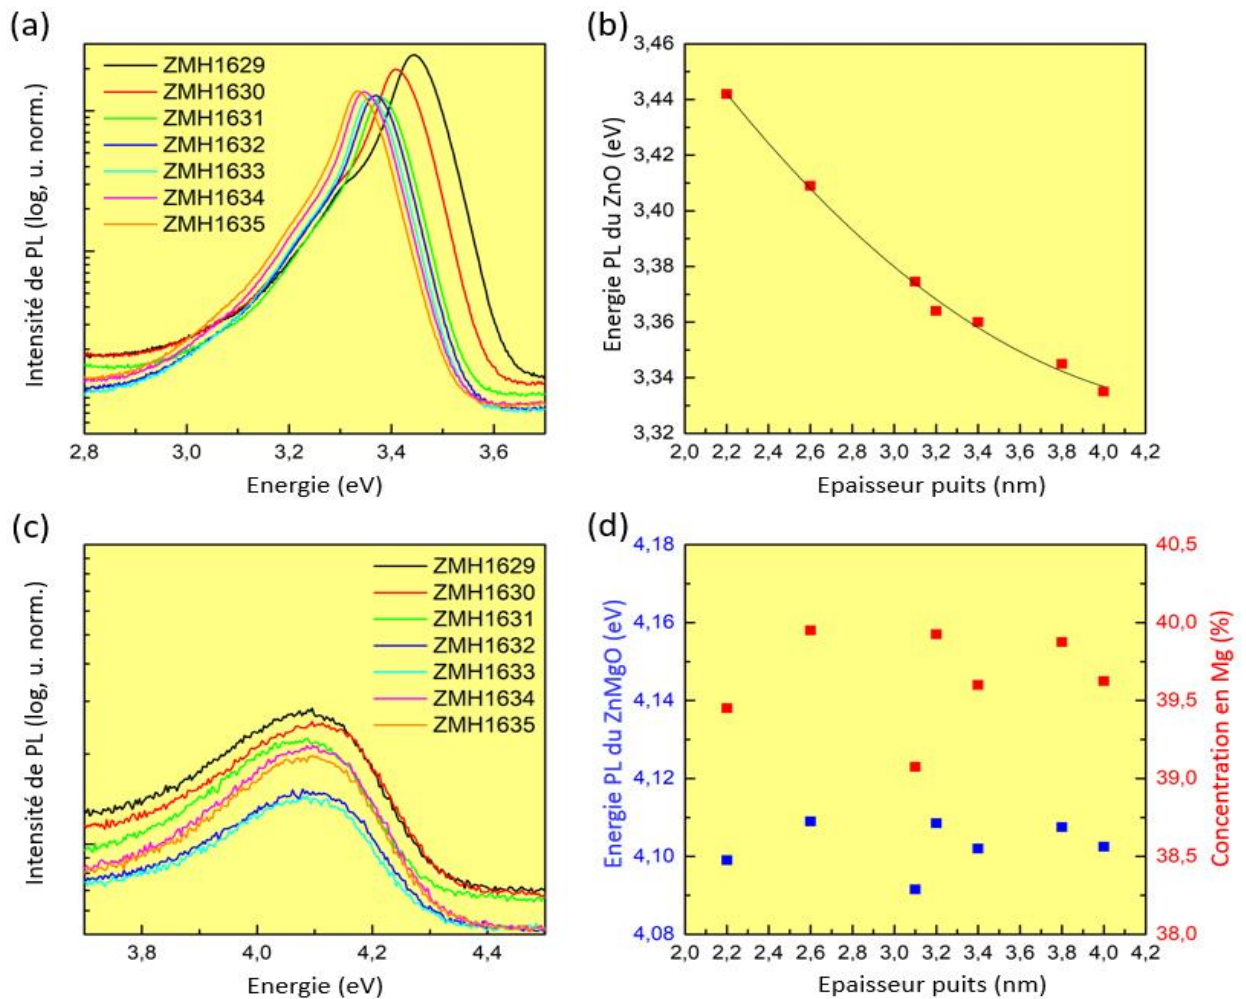 (a)
Intensité de PL (log, u. norm.)
ZMH1629
ZMH1630
ZMH1631
ZMH1632
ZMH1633
ZMH1634
ZMH1635
2,8 3,0 3,2 3,4 3,6
Energie (eV)
(b)
Energie PL du ZnO (eV)
3,46
3,44
3,42
3,40
3,38
3,36
3,34
3,32
2,0 2,2 2,4 2,6 2,8 3,0 3,2 3,4 3,6 3,8 4,0 4,2
Epaisseur puits (nm)
(c)
Intensité de PL (log, u. norm.)
ZMH1629
ZMH1630
ZMH1631
ZMH1632
ZMH1633
ZMH1634
ZMH1635
3,8 4,0 4,2 4,4
Energie (eV)
(d)
Energie PL du ZnMgO (eV)
4,18
4,16
4,14
4,12
4,10
4,08
40,5
40,0
39,5
39,0
38,5
38,0
Concentration en Mg (%)
2,0 2,2 2,4 2,6 2,8 3,0 3,2 3,4 3,6 3,8 4,0 4,2
Epaisseur puits (nm)